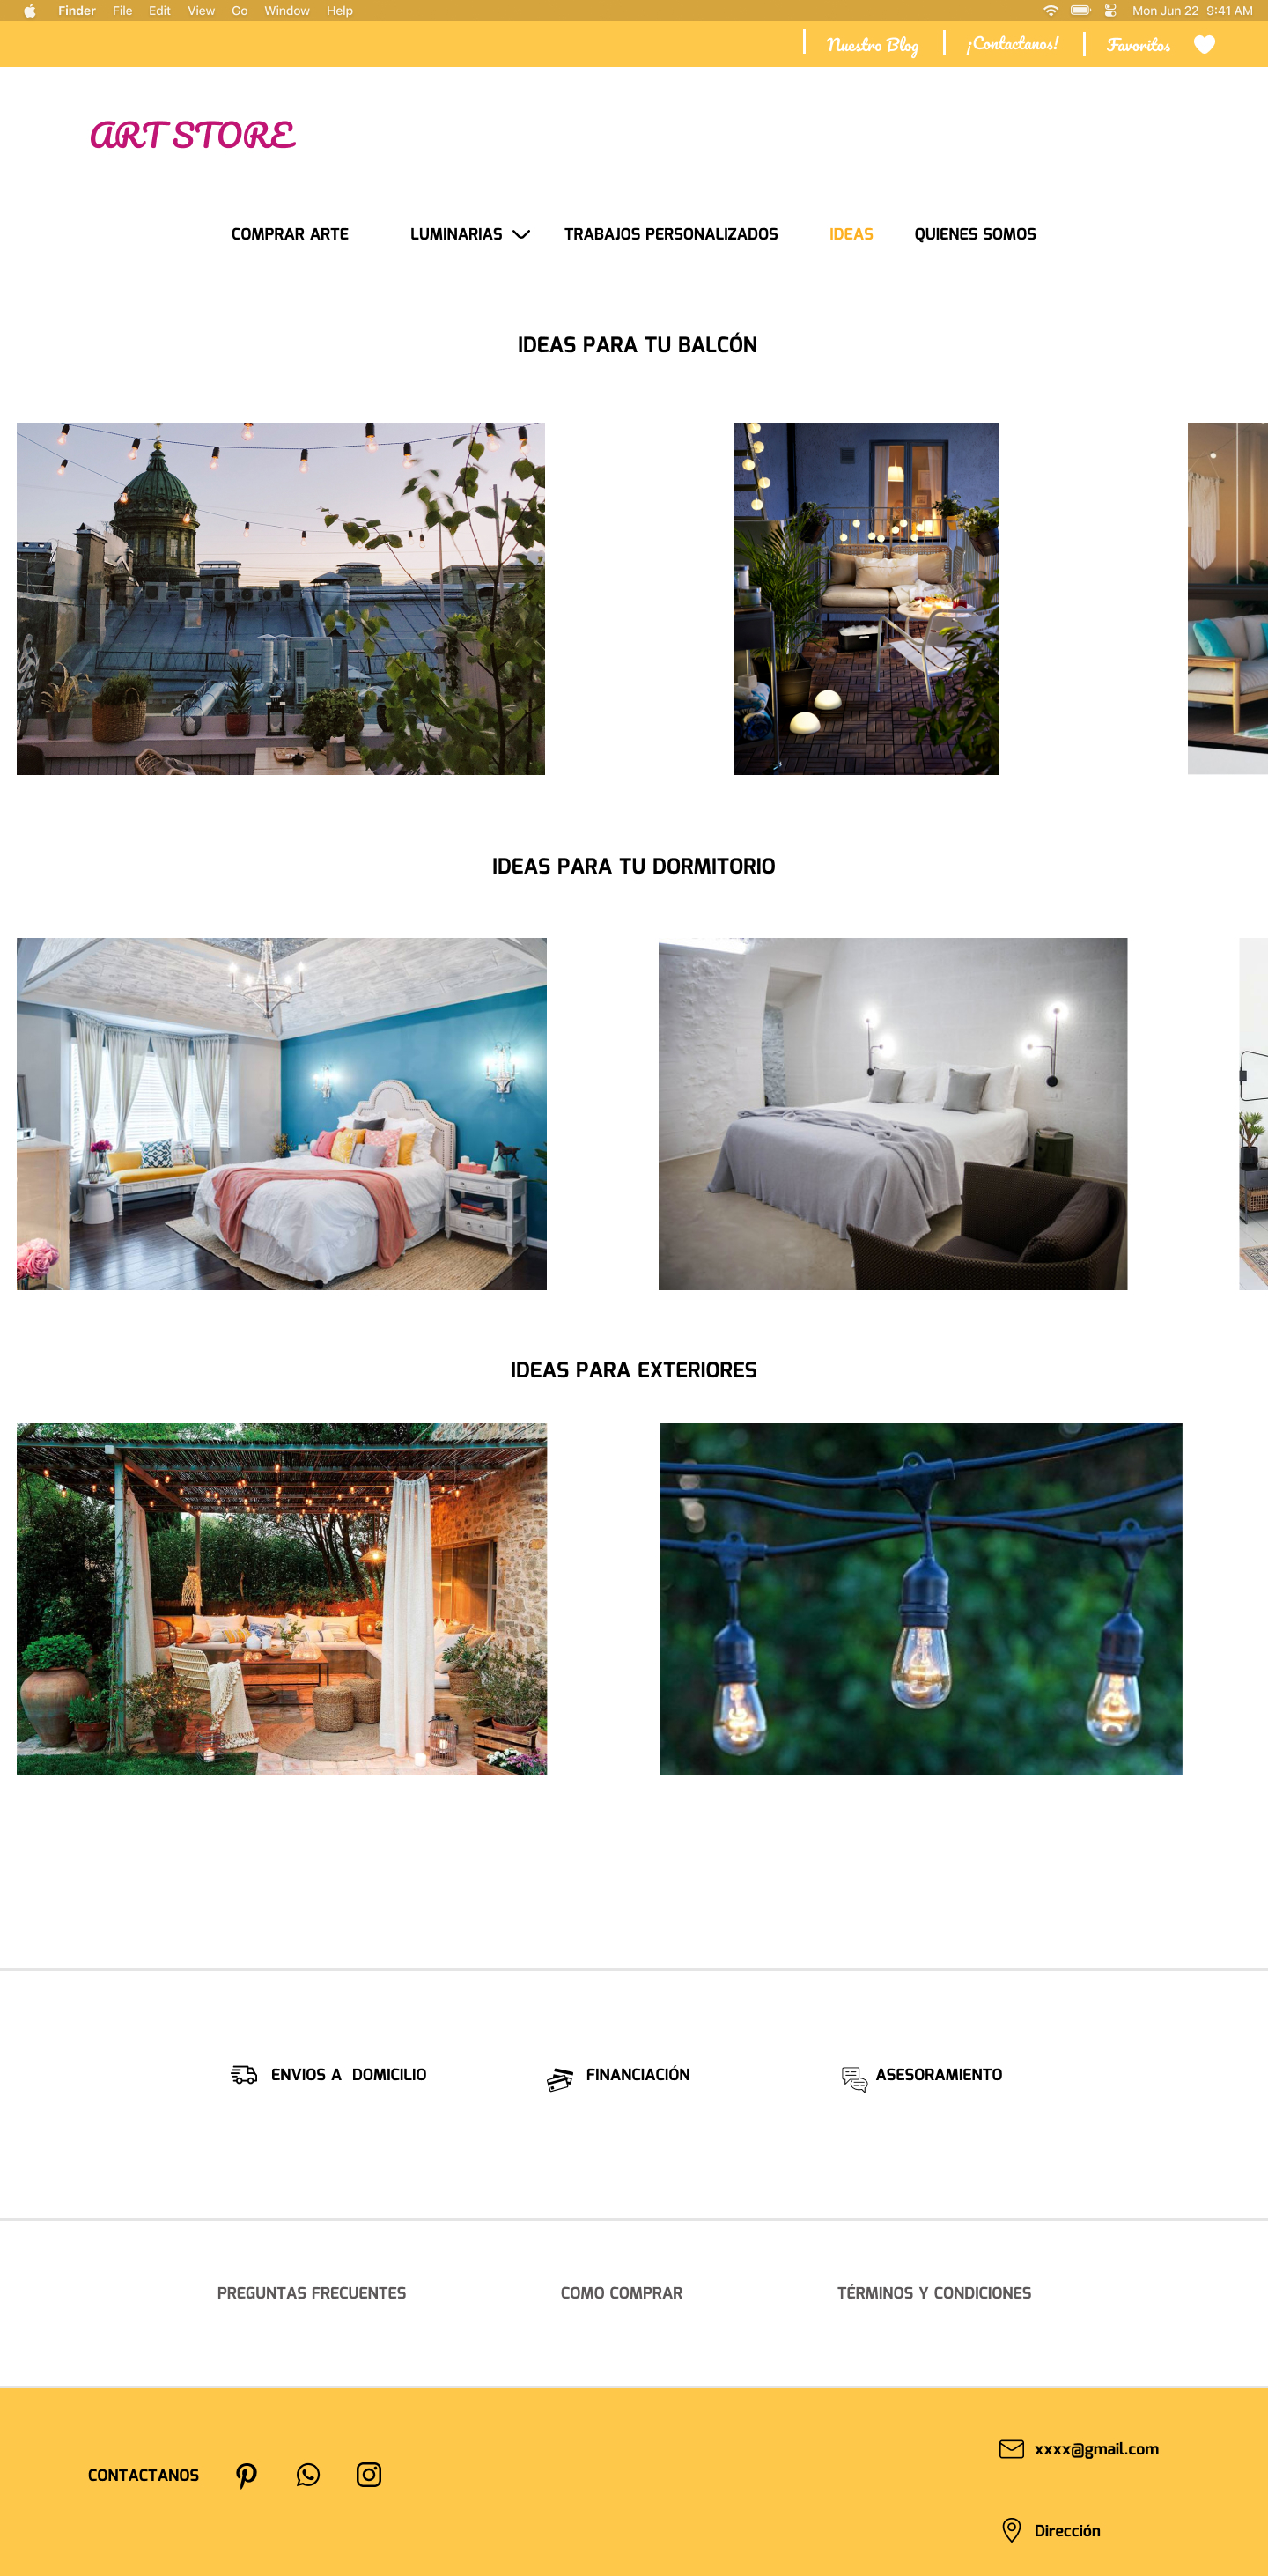 Finder File Edit View Go Window Help Mon Jun 22 9:41 AM
Nuestro Blog ¡Contactanos! Favoritos
ART STORE
COMPRAR ARTE LUMINARIAS TRABAJOS PERSONALIZADOS IDEAS QUIENES SOMOS
IDEAS PARA TU BALCÓN
IDEAS PARA TU DORMITORIO
IDEAS PARA EXTERIORES
ENVIOS A DOMICILIO FINANCIACIÓN ASESORAMIENTO
PREGUNTAS FRECUENTES COMO COMPRAR TÉRMINOS Y CONDICIONES
xxxx@gmail.com
CONTACTANOS
Dirección